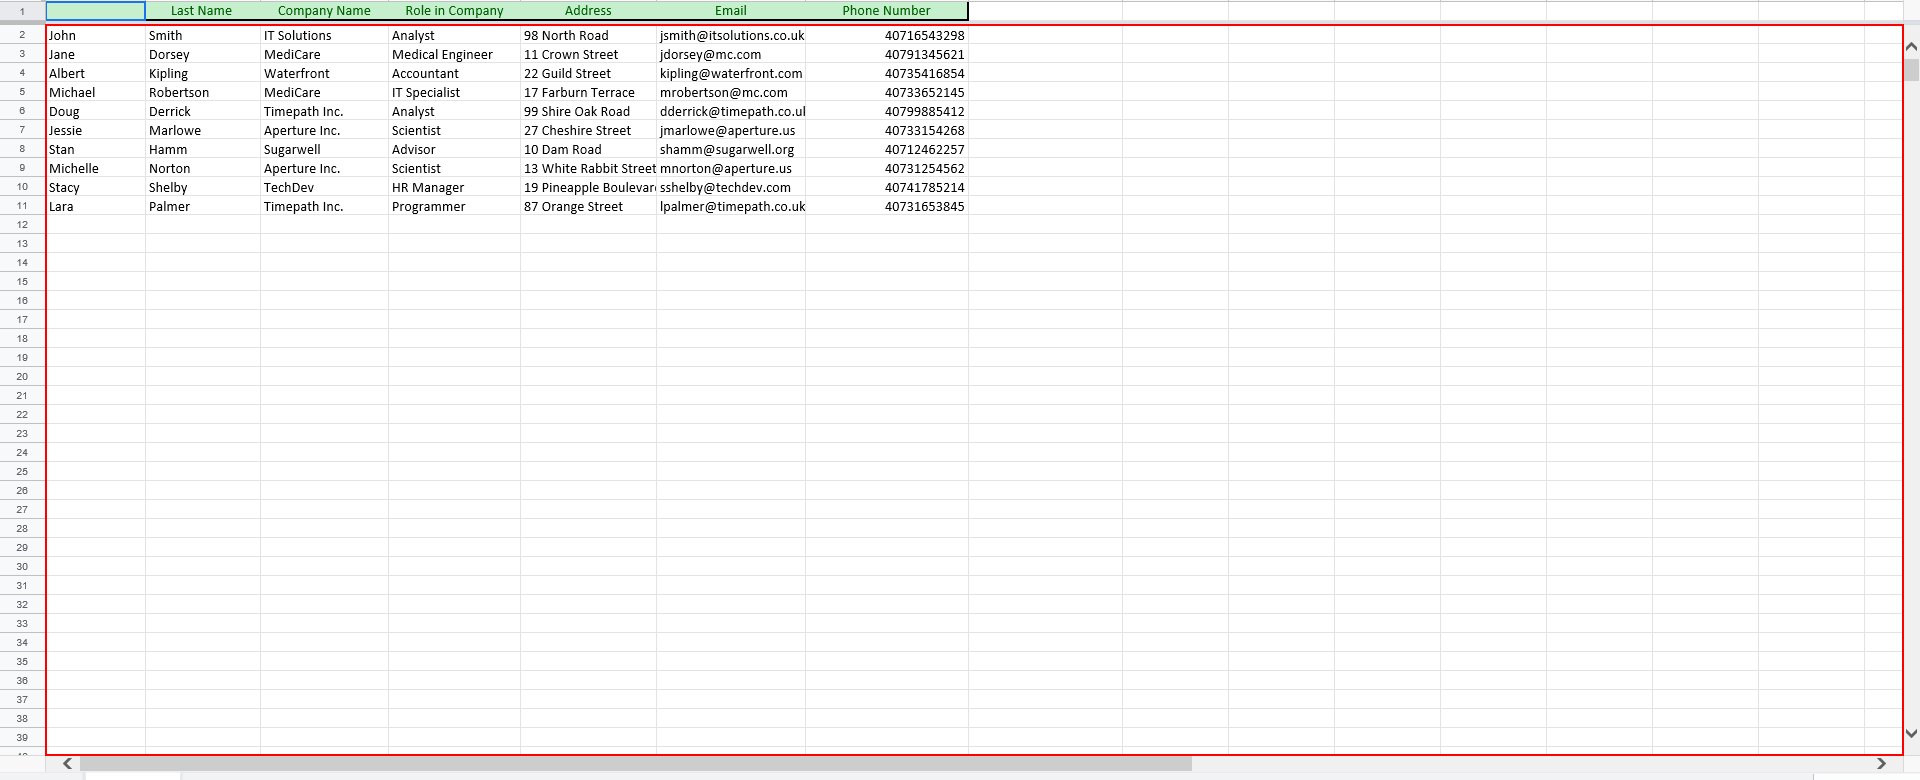 1 Last Name Company Name Role in Company Address Email Phone Number
2 John Smith IT Solutions Analyst 98 North Road jsmith@itsolutions.co.uk 40716543298
3 Jane Dorsey MediCare Medical Engineer 11 Crown Street jdorsey@mc.com 40791345621
4 Albert Kipling Waterfront Accountant 22 Guild Street kipling@waterfront.com 40735416854
5 Michael Robertson MediCare IT Specialist 17 Farburn Terrace mrobertson@mc.com 40733652145
6 Doug Derrick Timepath Inc. Analyst 99 Shire Oak Road dderrick@timepath.co.uk 40799885412
7 Jessie Marlowe Aperture Inc. Scientist 27 Cheshire Street jmarlowe@aperture.us 40733154268
8 Stan Hamm Sugarwell Advisor 10 Dam Road shamm@sugarwell.org 40712462257
9 Michelle Norton Aperture Inc. Scientist 13 White Rabbit Street mnorton@aperture.us 40731254562
10 Stacy Shelby TechDev HR Manager 19 Pineapple Boulevar sshelby@techdev.com 40741785214
11 Lara Palmer Timepath Inc. Programmer 87 Orange Street lpalmer@timepath.co.uk 40731653845
12
13
14
15
16
17
18
19
20
21
22
23
24
25
26
27
28
29
30
31
32
33
34
35
36
37
38
39